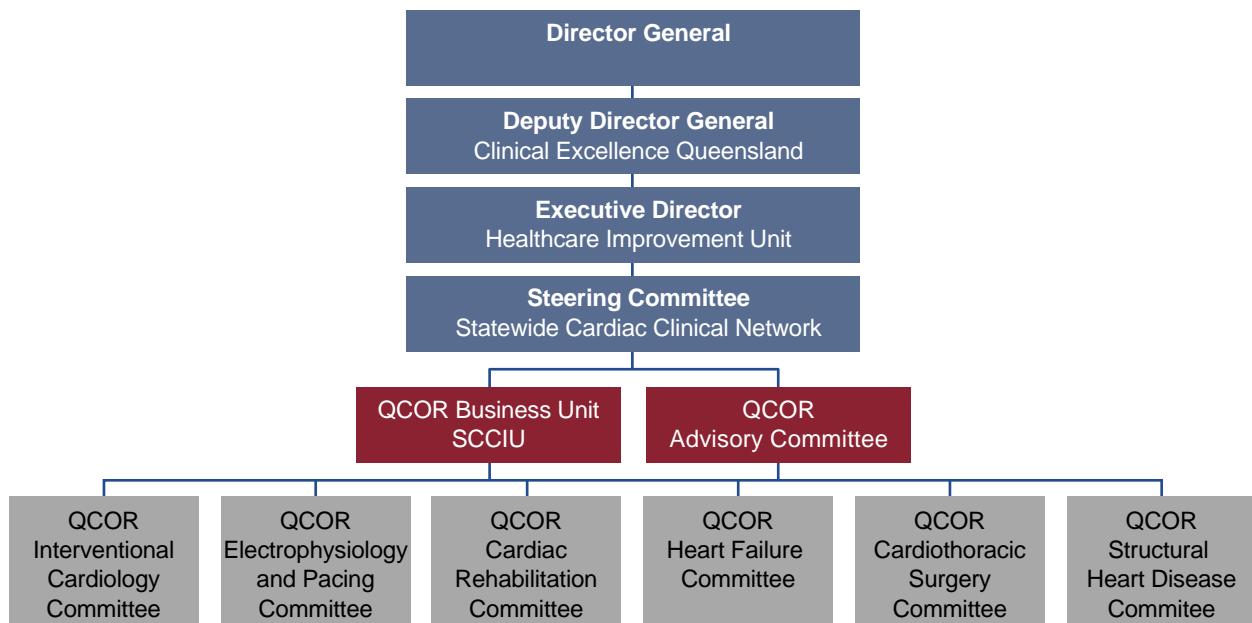 Director General
Deputy Director General
Clinical Excellence Queensland
Executive Director
Healthcare Improvement Unit
Steering Committee
Statewide Cardiac Clinical Network
QCOR Business Unit
SCCIU
QCOR
Advisory Committee
QCOR
Interventional
Cardiology
Committee
QCOR
Electrophysiology
and Pacing
Committee
QCOR
Cardiac
Rehabilitation
Committee
QCOR
Heart Failure
Committee
QCOR
Cardiothoracic
Surgery
Committee
QCOR
Structural
Heart Disease
Commitee